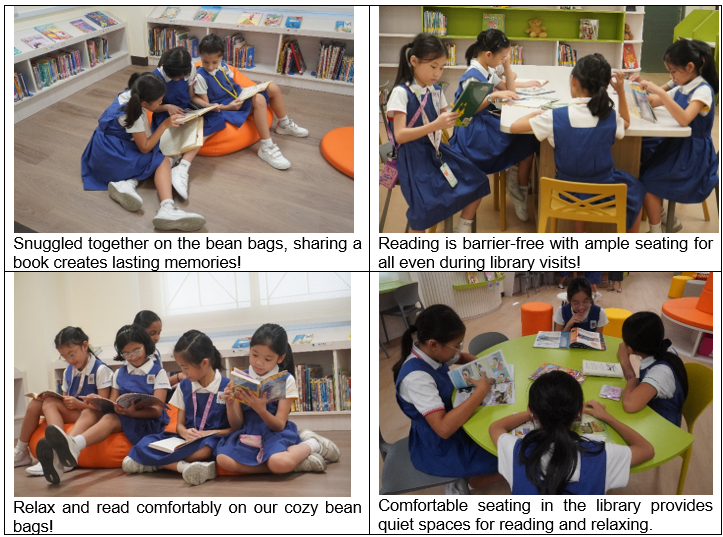 Snuggled together on the bean bags, sharing a
book creates lasting memories!
Reading is barrier-free with ample seating for
all even during library visits!
Relax and read comfortably on our cozy bean
bags!
Comfortable seating in the library provides
quiet spaces for reading and relaxing.